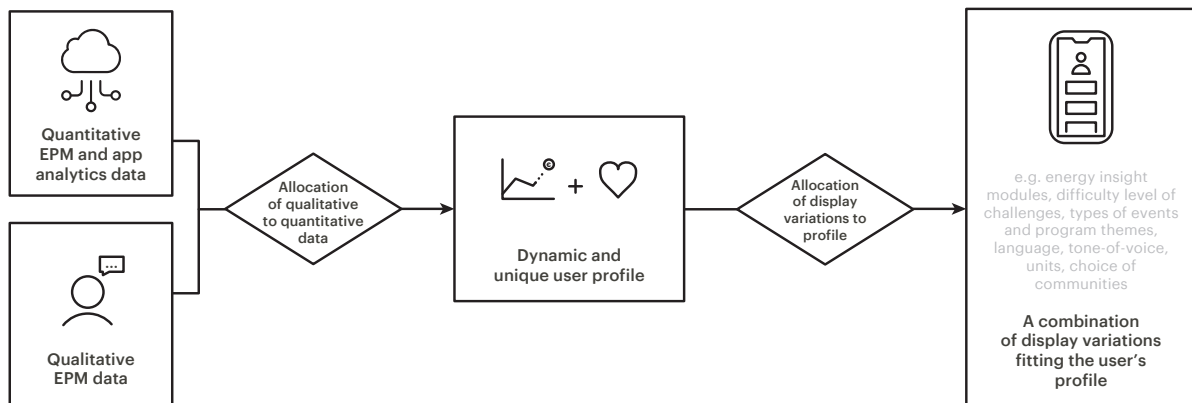 Quantitative
EPM and app
analytics data
Qualitative
EPM data
Allocation
of qualitative
to quantitative
data
Dynamic and
unique user profile
Allocation
of display
variations to
profile
e.g. energy insight
modules, difficulty level of
challenges, types of events
and program themes,
language, tone-of-voice,
units, choice of
communities
A combination
of display variations
fitting the user’s
profile